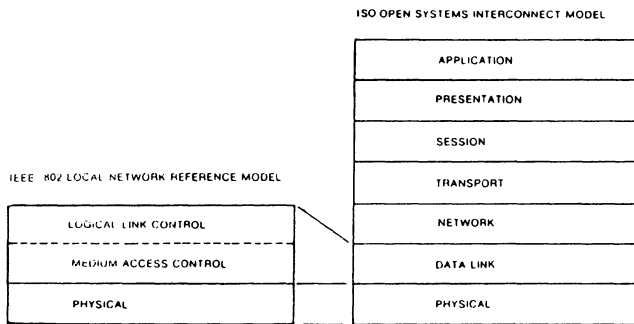 ISO OPEN SYSTEMS INTERCONNECT MODEL
APPLICATION
PRESENTATION
SESSION
TRANSPORT
NETWORK
DATA LINK
PHYSICAL
IEEE 802 LOCAL NETWORK REFERENCE MODEL
LOGICAL LINK CONTROL
MEDIUM ACCESS CONTROL
PHYSICAL